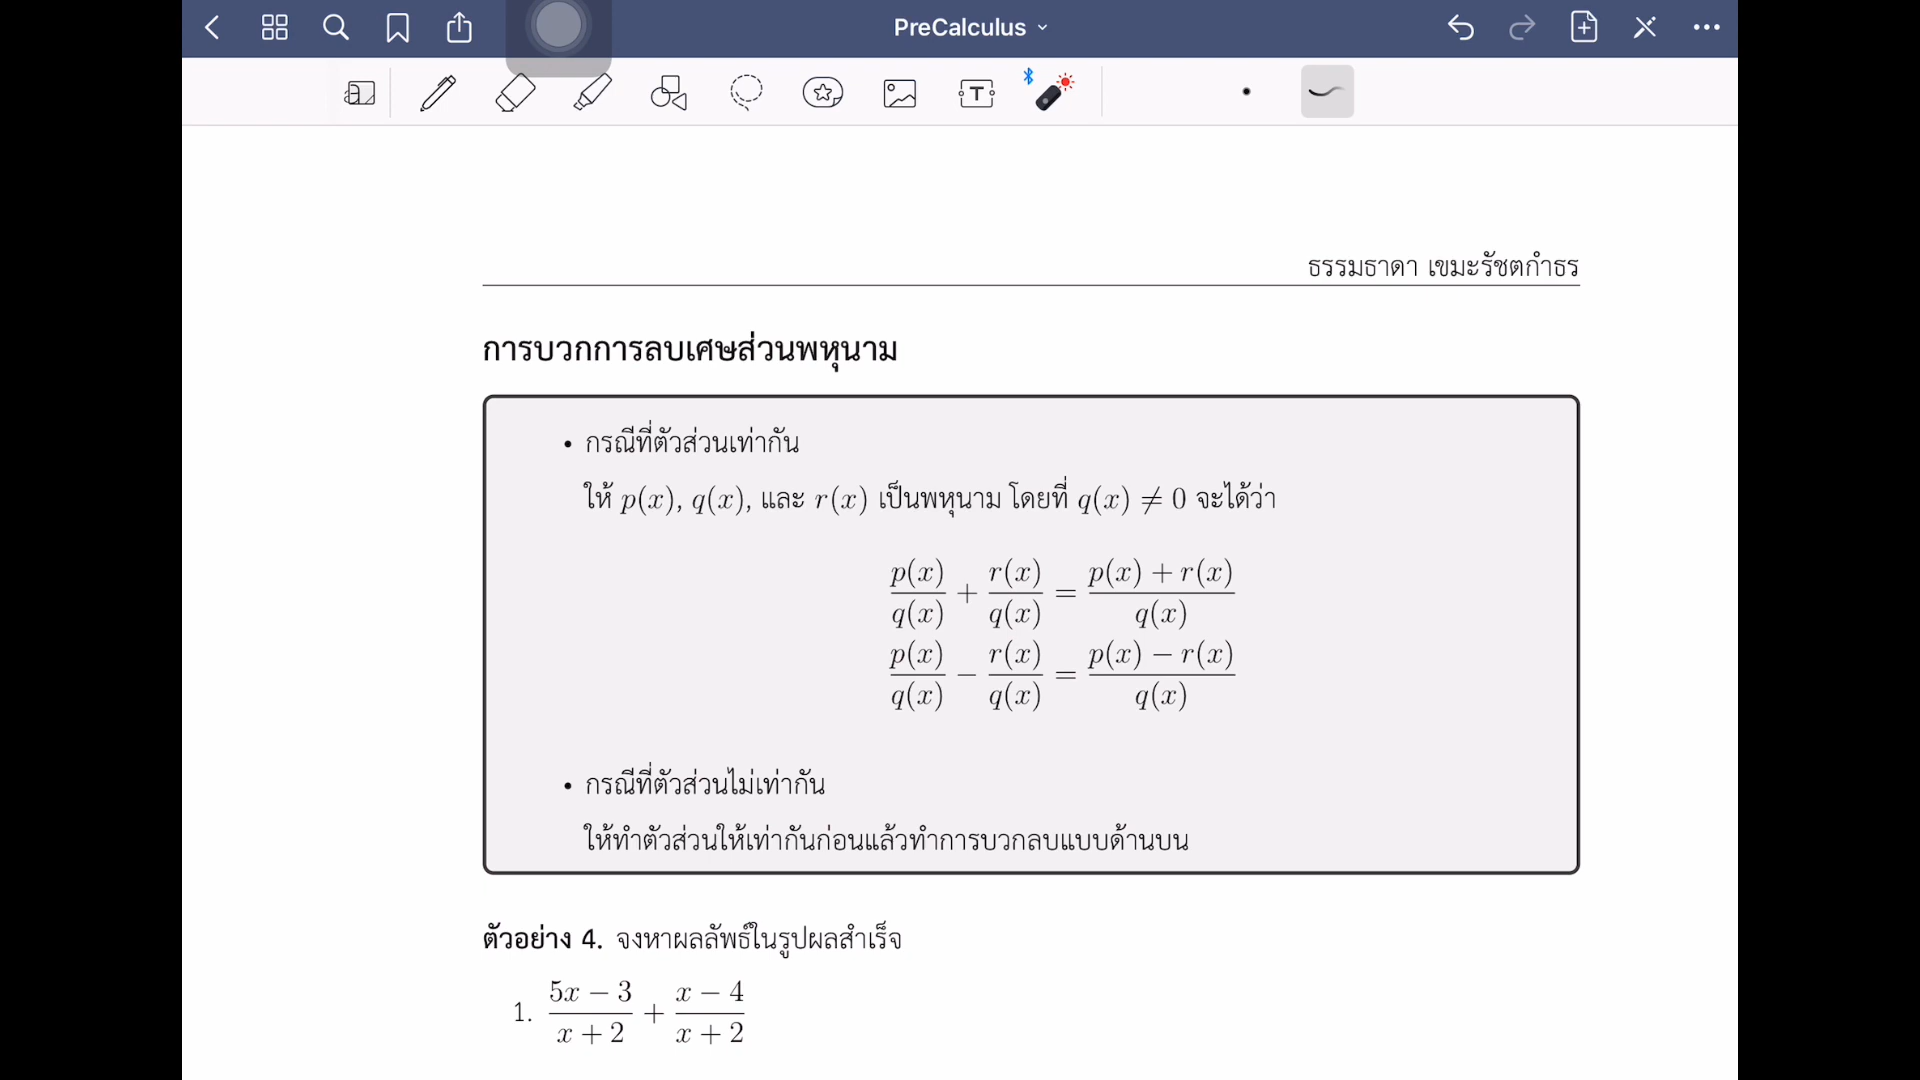 PreCalculus
ธรรมธาดา เขมะรัชตกำธร
การบวกการลบเศษส่วนพหุนาม
• กรณีที่ตัวส่วนเท่ากัน
ให้ p(x), q(x), และ r(x) เป็นพหุนาม โดยที่ q(x) ≠ 0 จะได้ว่า
p(x)/q(x) + r(x)/q(x) = (p(x) + r(x))/q(x)
p(x)/q(x) − r(x)/q(x) = (p(x) − r(x))/q(x)
• กรณีที่ตัวส่วนไม่เท่ากัน
ให้ทำตัวส่วนให้เท่ากันก่อนแล้วทำการบวกลบแบบด้านบน
ตัวอย่าง 4. จงหาผลลัพธ์ในรูปผลสำเร็จ
1. (5x − 3)/(x + 2) + (x − 4)/(x + 2)